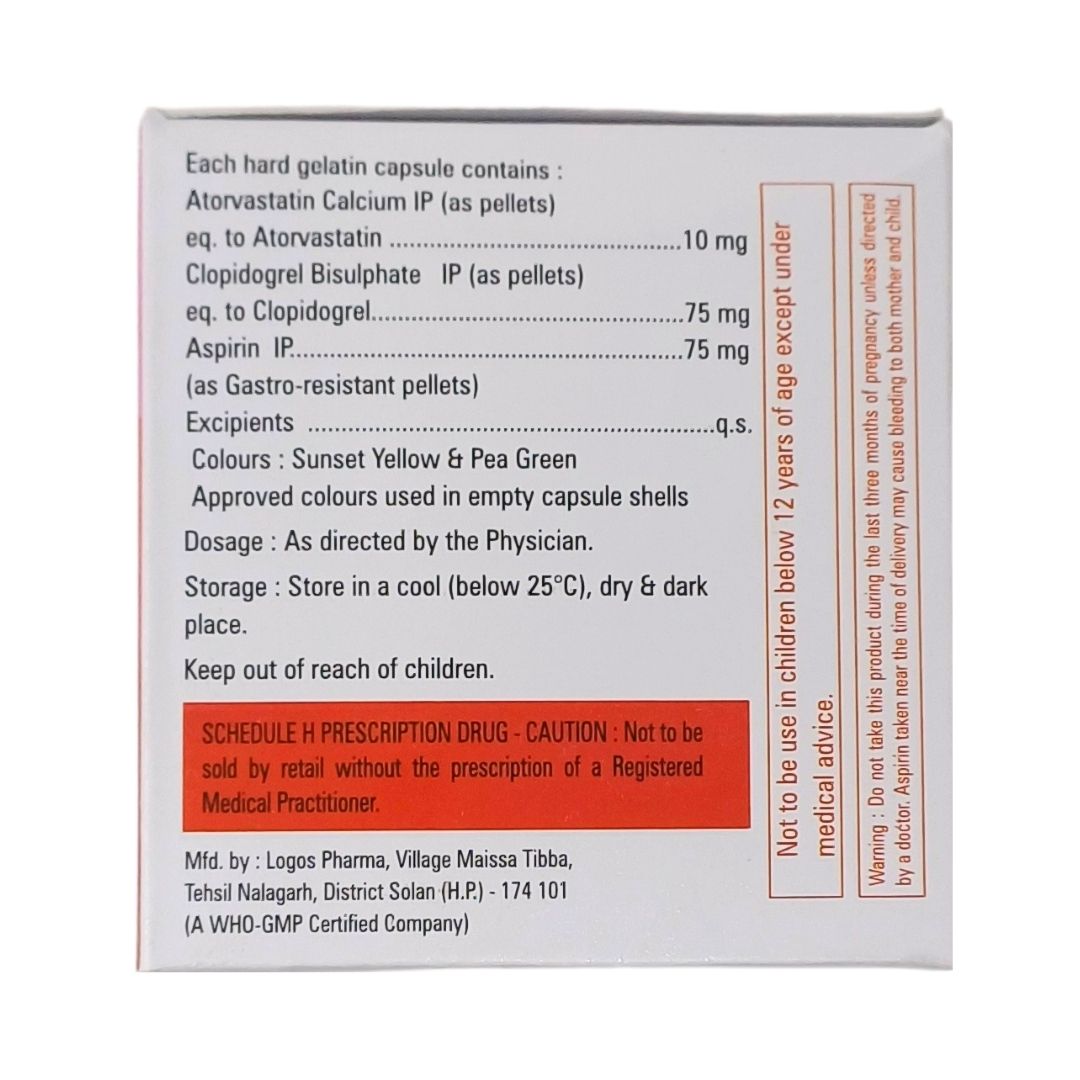 Each hard gelatin capsule contains :
Atorvastatin Calcium IP (as pellets)
eq. to Atorvastatin ............................................10 mg
Clopidogrel Bisulphate IP (as pellets)
eq. to Clopidogrel...............................................75 mg
Aspirin IP...........................................................75 mg
(as Gastro-resistant pellets)
Excipients .............................................................q.s.
Colours : Sunset Yellow & Pea Green
Approved colours used in empty capsule shells
Dosage : As directed by the Physician.
Storage : Store in a cool (below 25°C), dry & dark
place.
Keep out of reach of children.
SCHEDULE H PRESCRIPTION DRUG - CAUTION : Not to be
sold by retail without the prescription of a Registered
Medical Practitioner.
Mfd. by : Logos Pharma, Village Maissa Tibba,
Tehsil Nalagarh, District Solan (H.P.) - 174 101
(A WHO-GMP Certified Company)
Not to be use in children below 12 years of age except under
medical advice.
Warning : Do not take this product during the last three months of pregnancy unless directed
by a doctor. Aspirin taken near the time of delivery may cause bleeding to both mother and child.